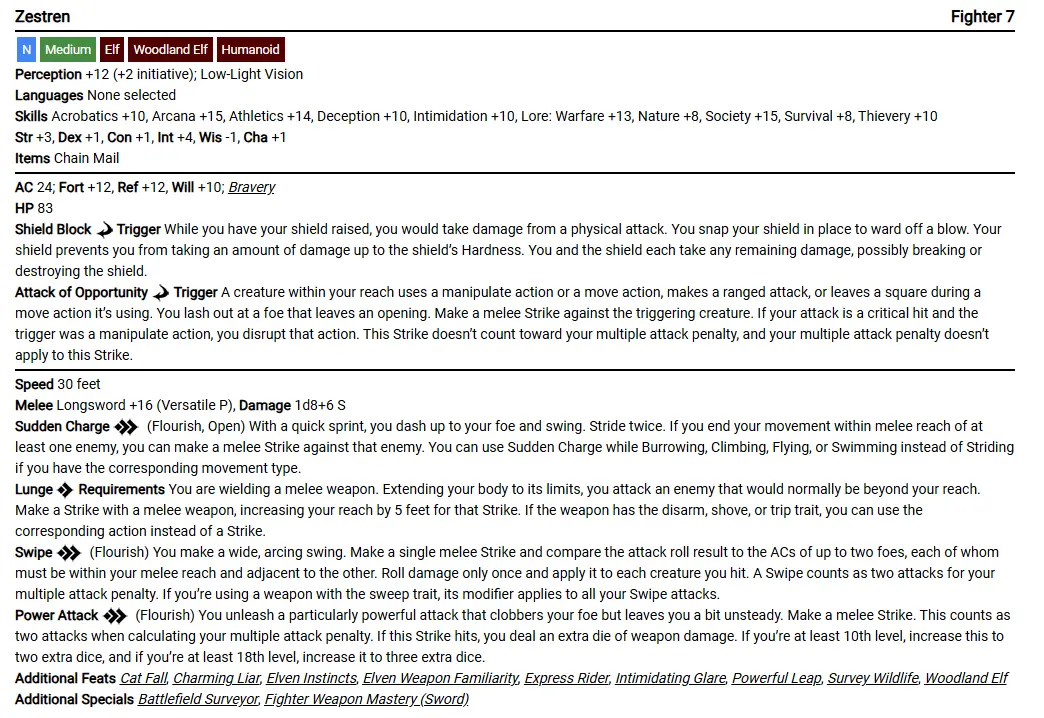 Zestren Fighter 7
N Medium Elf Woodland Elf Humanoid
Perception +12 (+2 initiative); Low-Light Vision
Languages None selected
Skills Acrobatics +10, Arcana +15, Athletics +14, Deception +10, Intimidation +10, Lore: Warfare +13, Nature +8, Society +15, Survival +8, Thievery +10
Str +3, Dex +1, Con +1, Int +4, Wis -1, Cha +1
Items Chain Mail
AC 24; Fort +12, Ref +12, Will +10; Bravery
HP 83
Shield Block Trigger While you have your shield raised, you would take damage from a physical attack. You snap your shield in place to ward off a blow. Your
shield prevents you from taking an amount of damage up to the shield’s Hardness. You and the shield each take any remaining damage, possibly breaking or
destroying the shield.
Attack of Opportunity Trigger A creature within your reach uses a manipulate action or a move action, makes a ranged attack, or leaves a square during a
move action it’s using. You lash out at a foe that leaves an opening. Make a melee Strike against the triggering creature. If your attack is a critical hit and the
trigger was a manipulate action, you disrupt that action. This Strike doesn’t count toward your multiple attack penalty, and your multiple attack penalty doesn’t
apply to this Strike.
Speed 30 feet
Melee Longsword +16 (Versatile P), Damage 1d8+6 S
Sudden Charge (Flourish, Open) With a quick sprint, you dash up to your foe and swing. Stride twice. If you end your movement within melee reach of at
least one enemy, you can make a melee Strike against that enemy. You can use Sudden Charge while Burrowing, Climbing, Flying, or Swimming instead of Striding
if you have the corresponding movement type.
Lunge Requirements You are wielding a melee weapon. Extending your body to its limits, you attack an enemy that would normally be beyond your reach.
Make a Strike with a melee weapon, increasing your reach by 5 feet for that Strike. If the weapon has the disarm, shove, or trip trait, you can use the
corresponding action instead of a Strike.
Swipe (Flourish) You make a wide, arcing swing. Make a single melee Strike and compare the attack roll result to the ACs of up to two foes, each of whom
must be within your melee reach and adjacent to the other. Roll damage only once and apply it to each creature you hit. A Swipe counts as two attacks for your
multiple attack penalty. If you’re using a weapon with the sweep trait, its modifier applies to all your Swipe attacks.
Power Attack (Flourish) You unleash a particularly powerful attack that clobbers your foe but leaves you a bit unsteady. Make a melee Strike. This counts as
two attacks when calculating your multiple attack penalty. If this Strike hits, you deal an extra die of weapon damage. If you’re at least 10th level, increase this to
two extra dice, and if you’re at least 18th level, increase it to three extra dice.
Additional Feats Cat Fall, Charming Liar, Elven Instincts, Elven Weapon Familiarity, Express Rider, Intimidating Glare, Powerful Leap, Survey Wildlife, Woodland Elf
Additional Specials Battlefield Surveyor, Fighter Weapon Mastery (Sword)